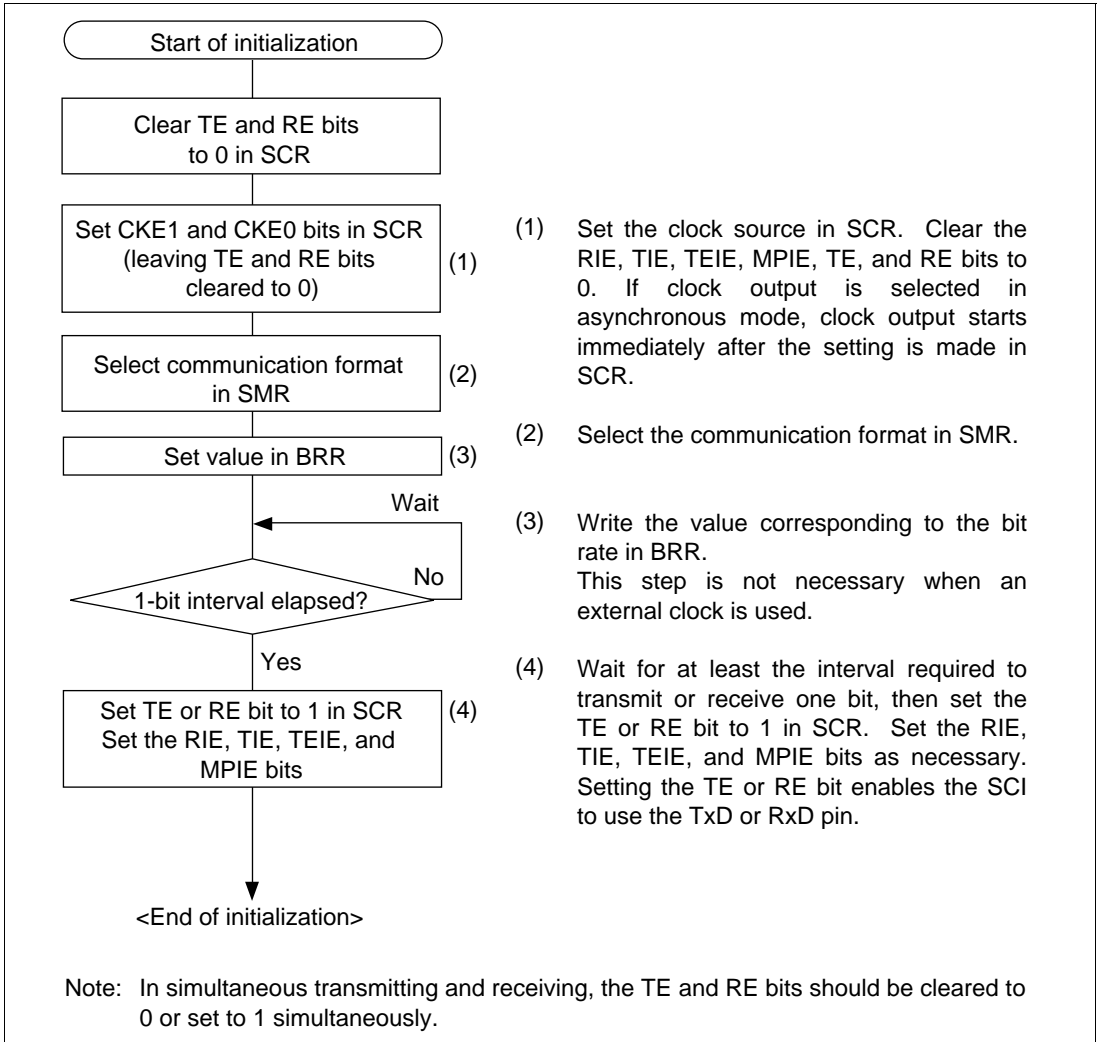 Start of initialization
Clear TE and RE bits
to 0 in SCR
Set CKE1 and CKE0 bits in SCR
(leaving TE and RE bits
cleared to 0)
(1)
Select communication format
in SMR
(2)
Set value in BRR
(3)
Wait
No
1-bit interval elapsed?
Yes
Set TE or RE bit to 1 in SCR
Set the RIE, TIE, TEIE, and
MPIE bits
(4)
<End of initialization>
(1) Set the clock source in SCR. Clear the
RIE, TIE, TEIE, MPIE, TE, and RE bits to
0. If clock output is selected in
asynchronous mode, clock output starts
immediately after the setting is made in
SCR.
(2) Select the communication format in SMR.
(3) Write the value corresponding to the bit
rate in BRR.
This step is not necessary when an
external clock is used.
(4) Wait for at least the interval required to
transmit or receive one bit, then set the
TE or RE bit to 1 in SCR. Set the RIE,
TIE, TEIE, and MPIE bits as necessary.
Setting the TE or RE bit enables the SCI
to use the TxD or RxD pin.
Note: In simultaneous transmitting and receiving, the TE and RE bits should be cleared to
0 or set to 1 simultaneously.